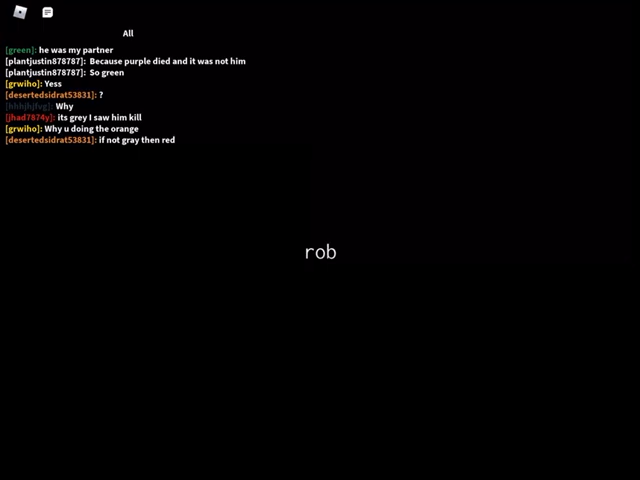 All
[green]: he was my partner
[plantjustin878787]: Because purple died and it was not him
[plantjustin878787]: So green
[grwiho]: Yess
[desertedsidrat53831]: ?
[hhhjhjfvg]: Why
[jhad7874y]: its grey I saw him kill
[grwiho]: Why u doing the orange
[desertedsidrat53831]: if not gray then red
rob